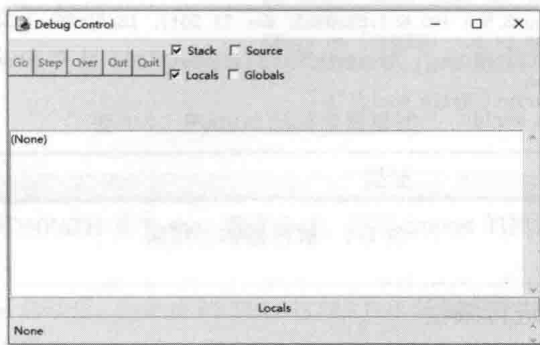 Debug Control
Go Step Over Out Quit
Stack Source
Locals Globals
(None)
Locals
None